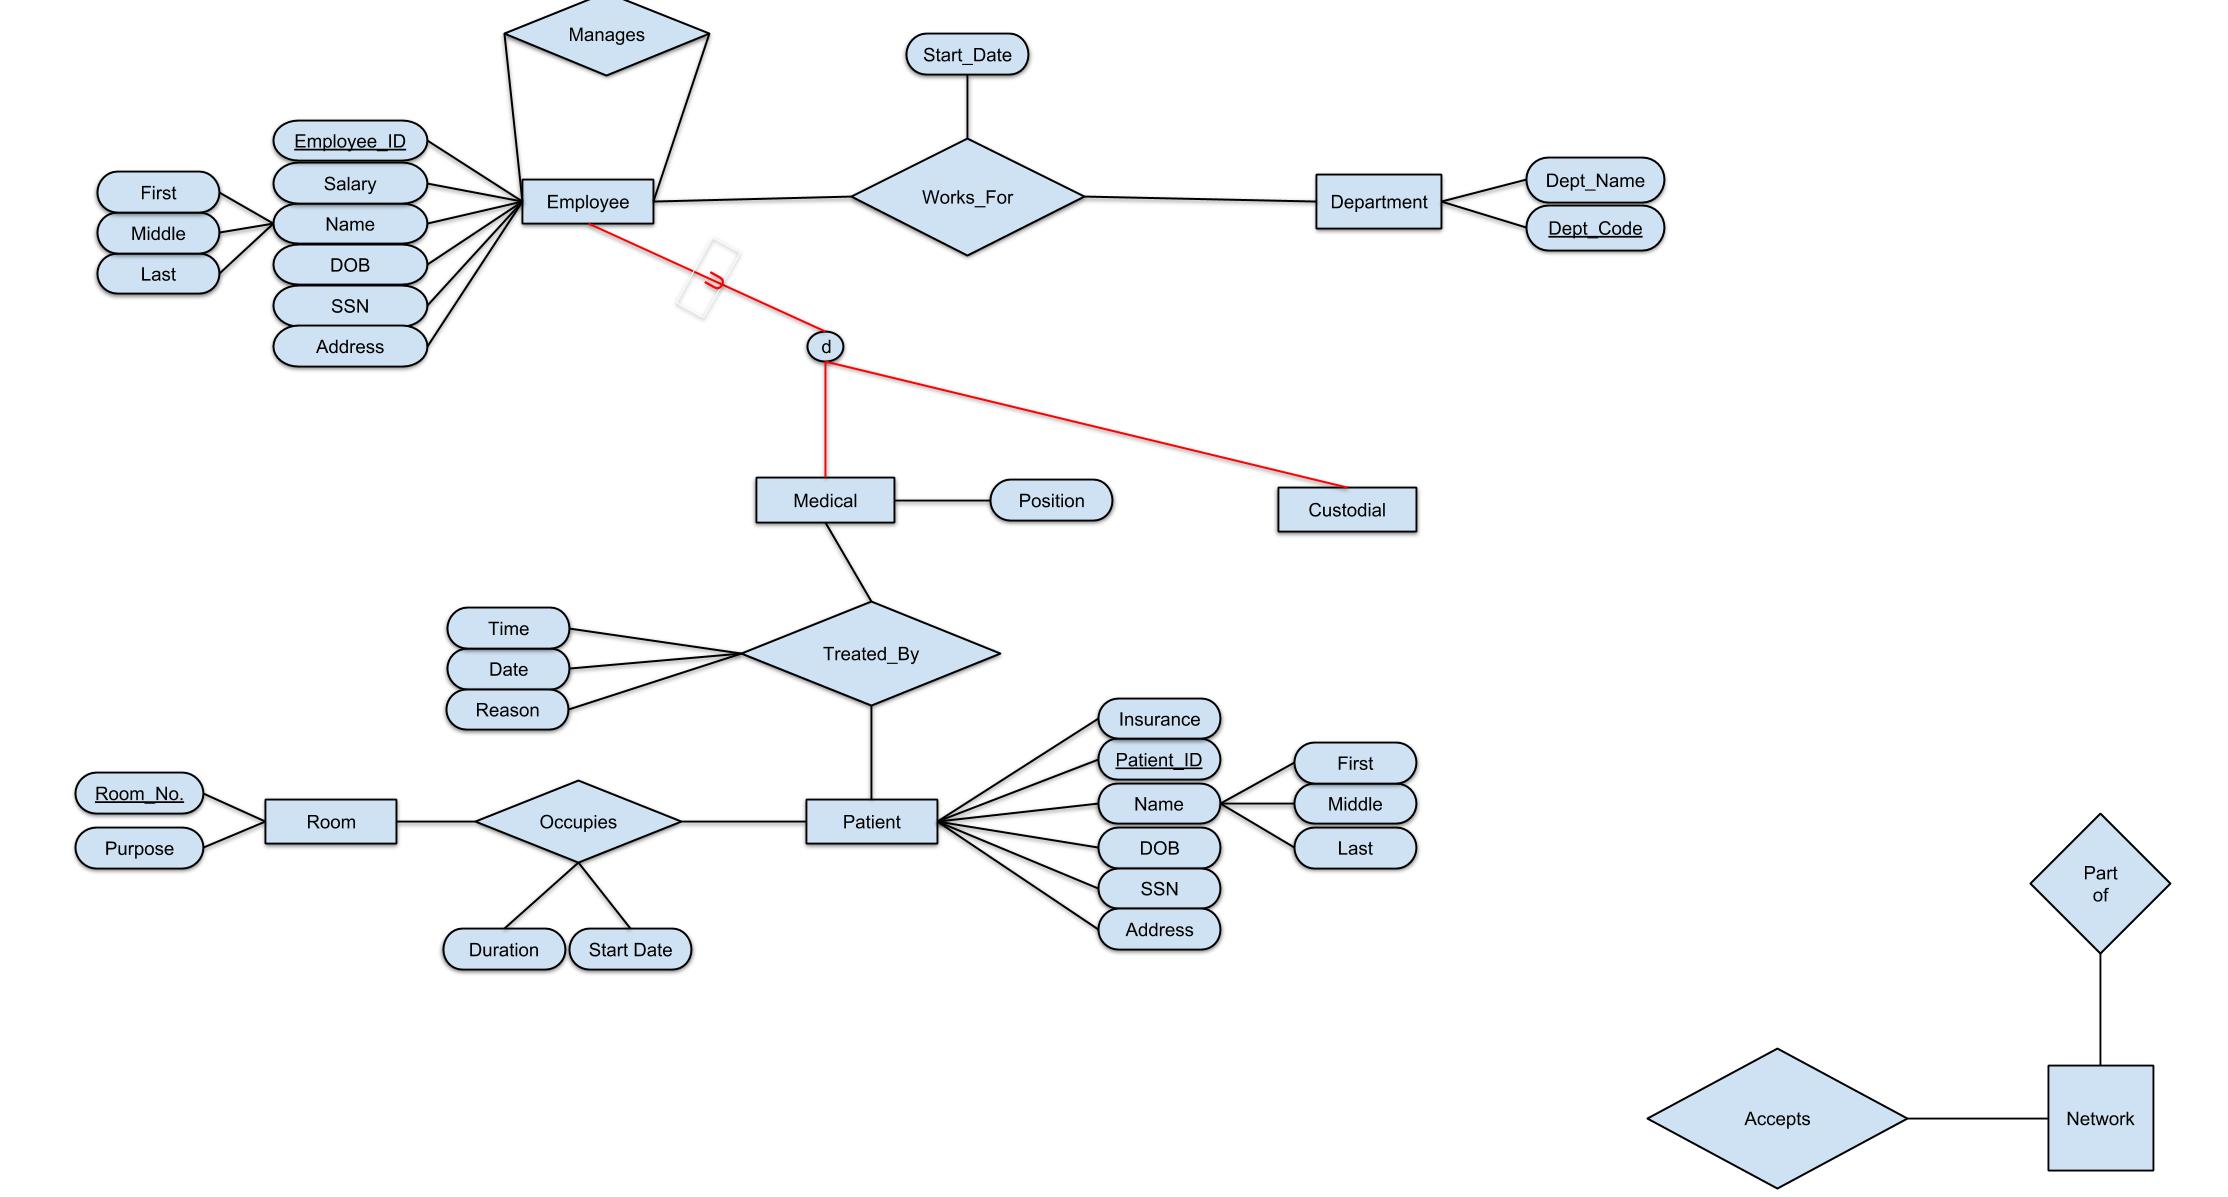 Manages
Start_Date
Employee_ID
Salary
Name
DOB
SSN
Address
First
Middle
Last
Employee
Works_For
Department
Dept_Name
Dept_Code
U
d
Medical
Position
Custodial
Time
Date
Reason
Treated_By
Insurance
Patient_ID
Name
DOB
SSN
Address
First
Middle
Last
Room_No.
Purpose
Room
Occupies
Patient
Duration
Start Date
Part
of
Accepts
Network